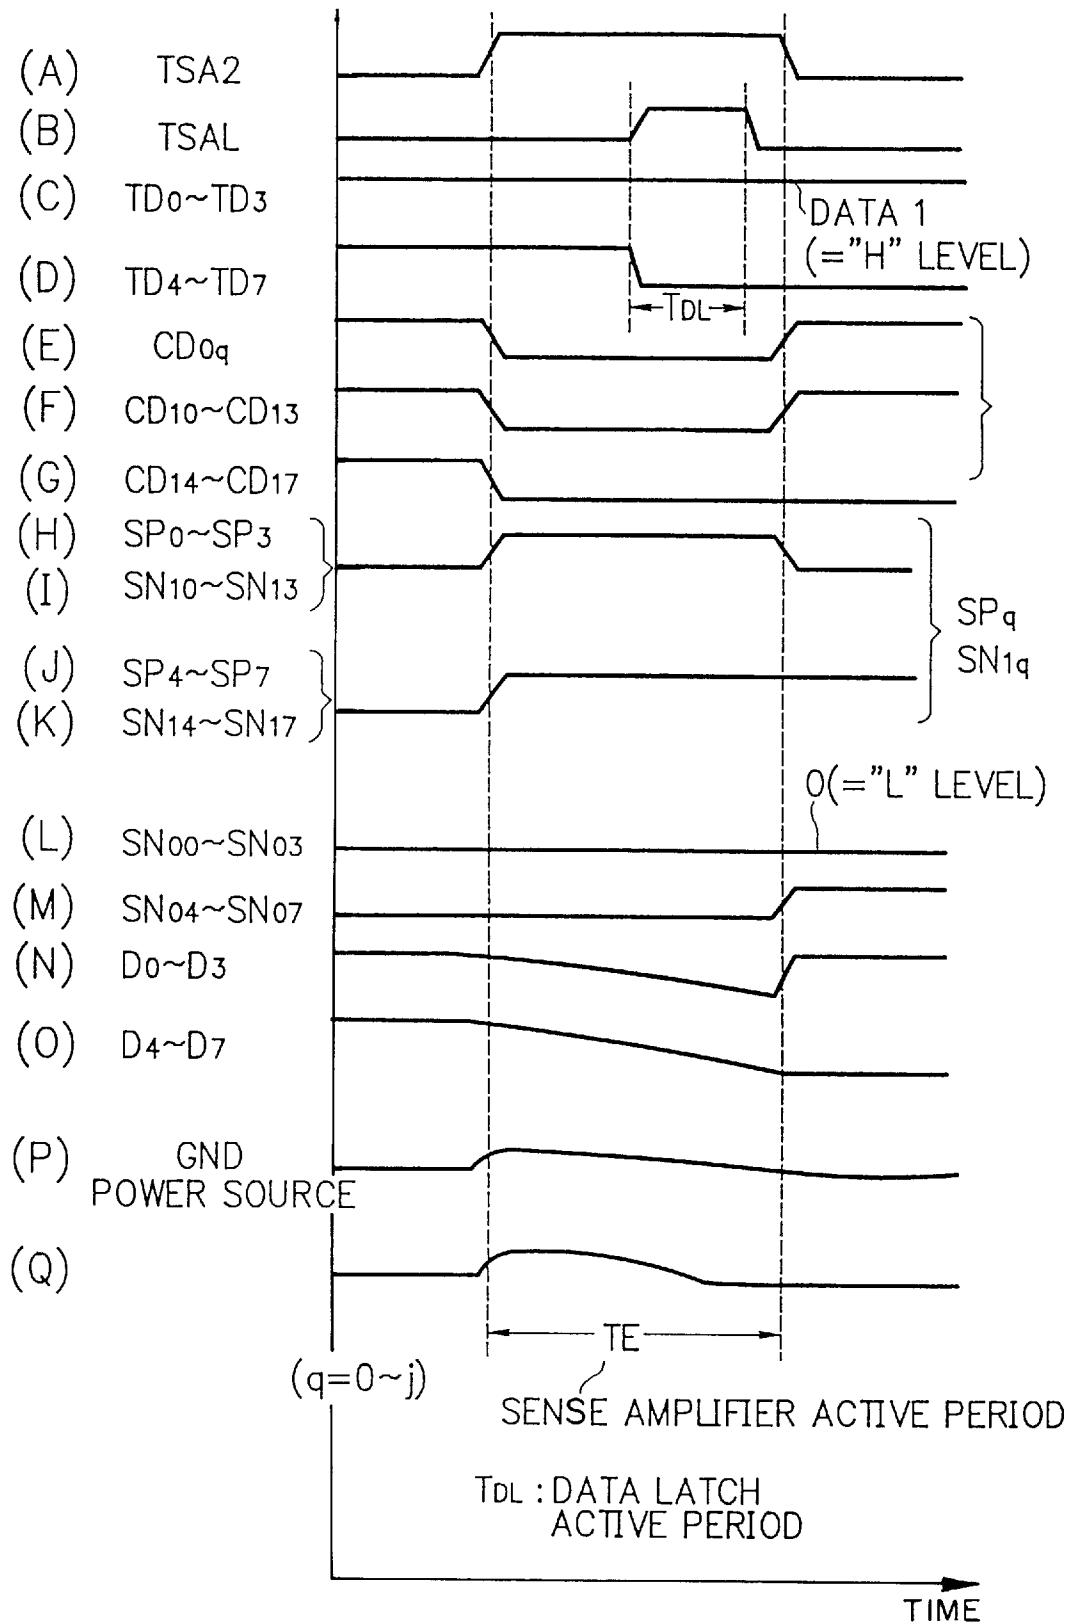 (A) TSA2
(B) TSAL
(C) TD0~TD3
DATA 1
(="H" LEVEL)
(D) TD4~TD7
TDL
(E) CD0q
(F) CD10~CD13
(G) CD14~CD17
(H) SP0~SP3
(I) SN10~SN13
SPq
SN1q
(J) SP4~SP7
(K) SN14~SN17
0(="L" LEVEL)
(L) SN00~SN03
(M) SN04~SN07
(N) D0~D3
(O) D4~D7
(P) GND
POWER SOURCE
(Q)
TE
(q=0~j)
SENSE AMPLIFIER ACTIVE PERIOD
TDL : DATA LATCH
ACTIVE PERIOD
TIME